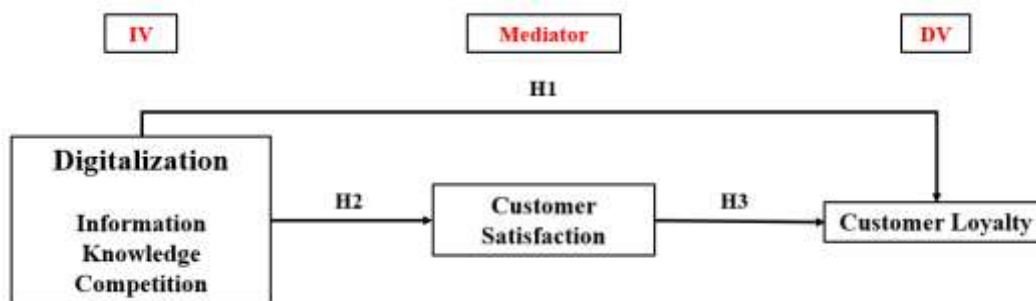 IV
Mediator
DV
H1
Digitalization
Information
Knowledge
Competition
H2
Customer
Satisfaction
H3
Customer Loyalty